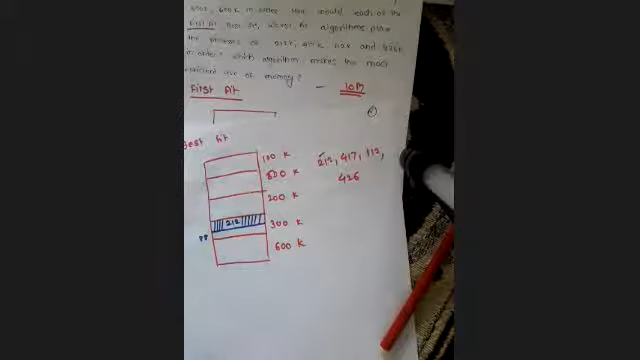 500K, 600K in order How would each of the
First fit Best fit, Worst fit algorithms place
the processes of 212K, 417K, 112K and 426K
in order? which algorithm makes the most
efficient use of memory?
First fit - 10M
Best fit
100 K
500 K
200 K
212 300 K
600 K
212, 417, 112,
426